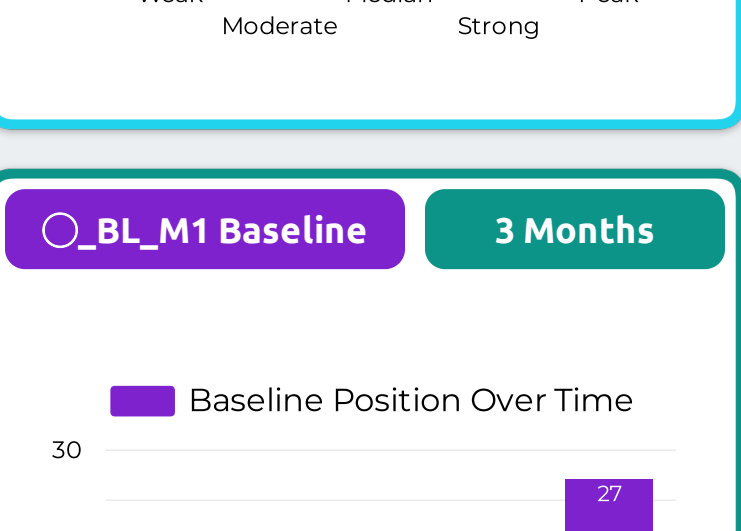 Moderate
Strong
◯_BL_M1 Baseline
3 Months
Baseline Position Over Time
30
27